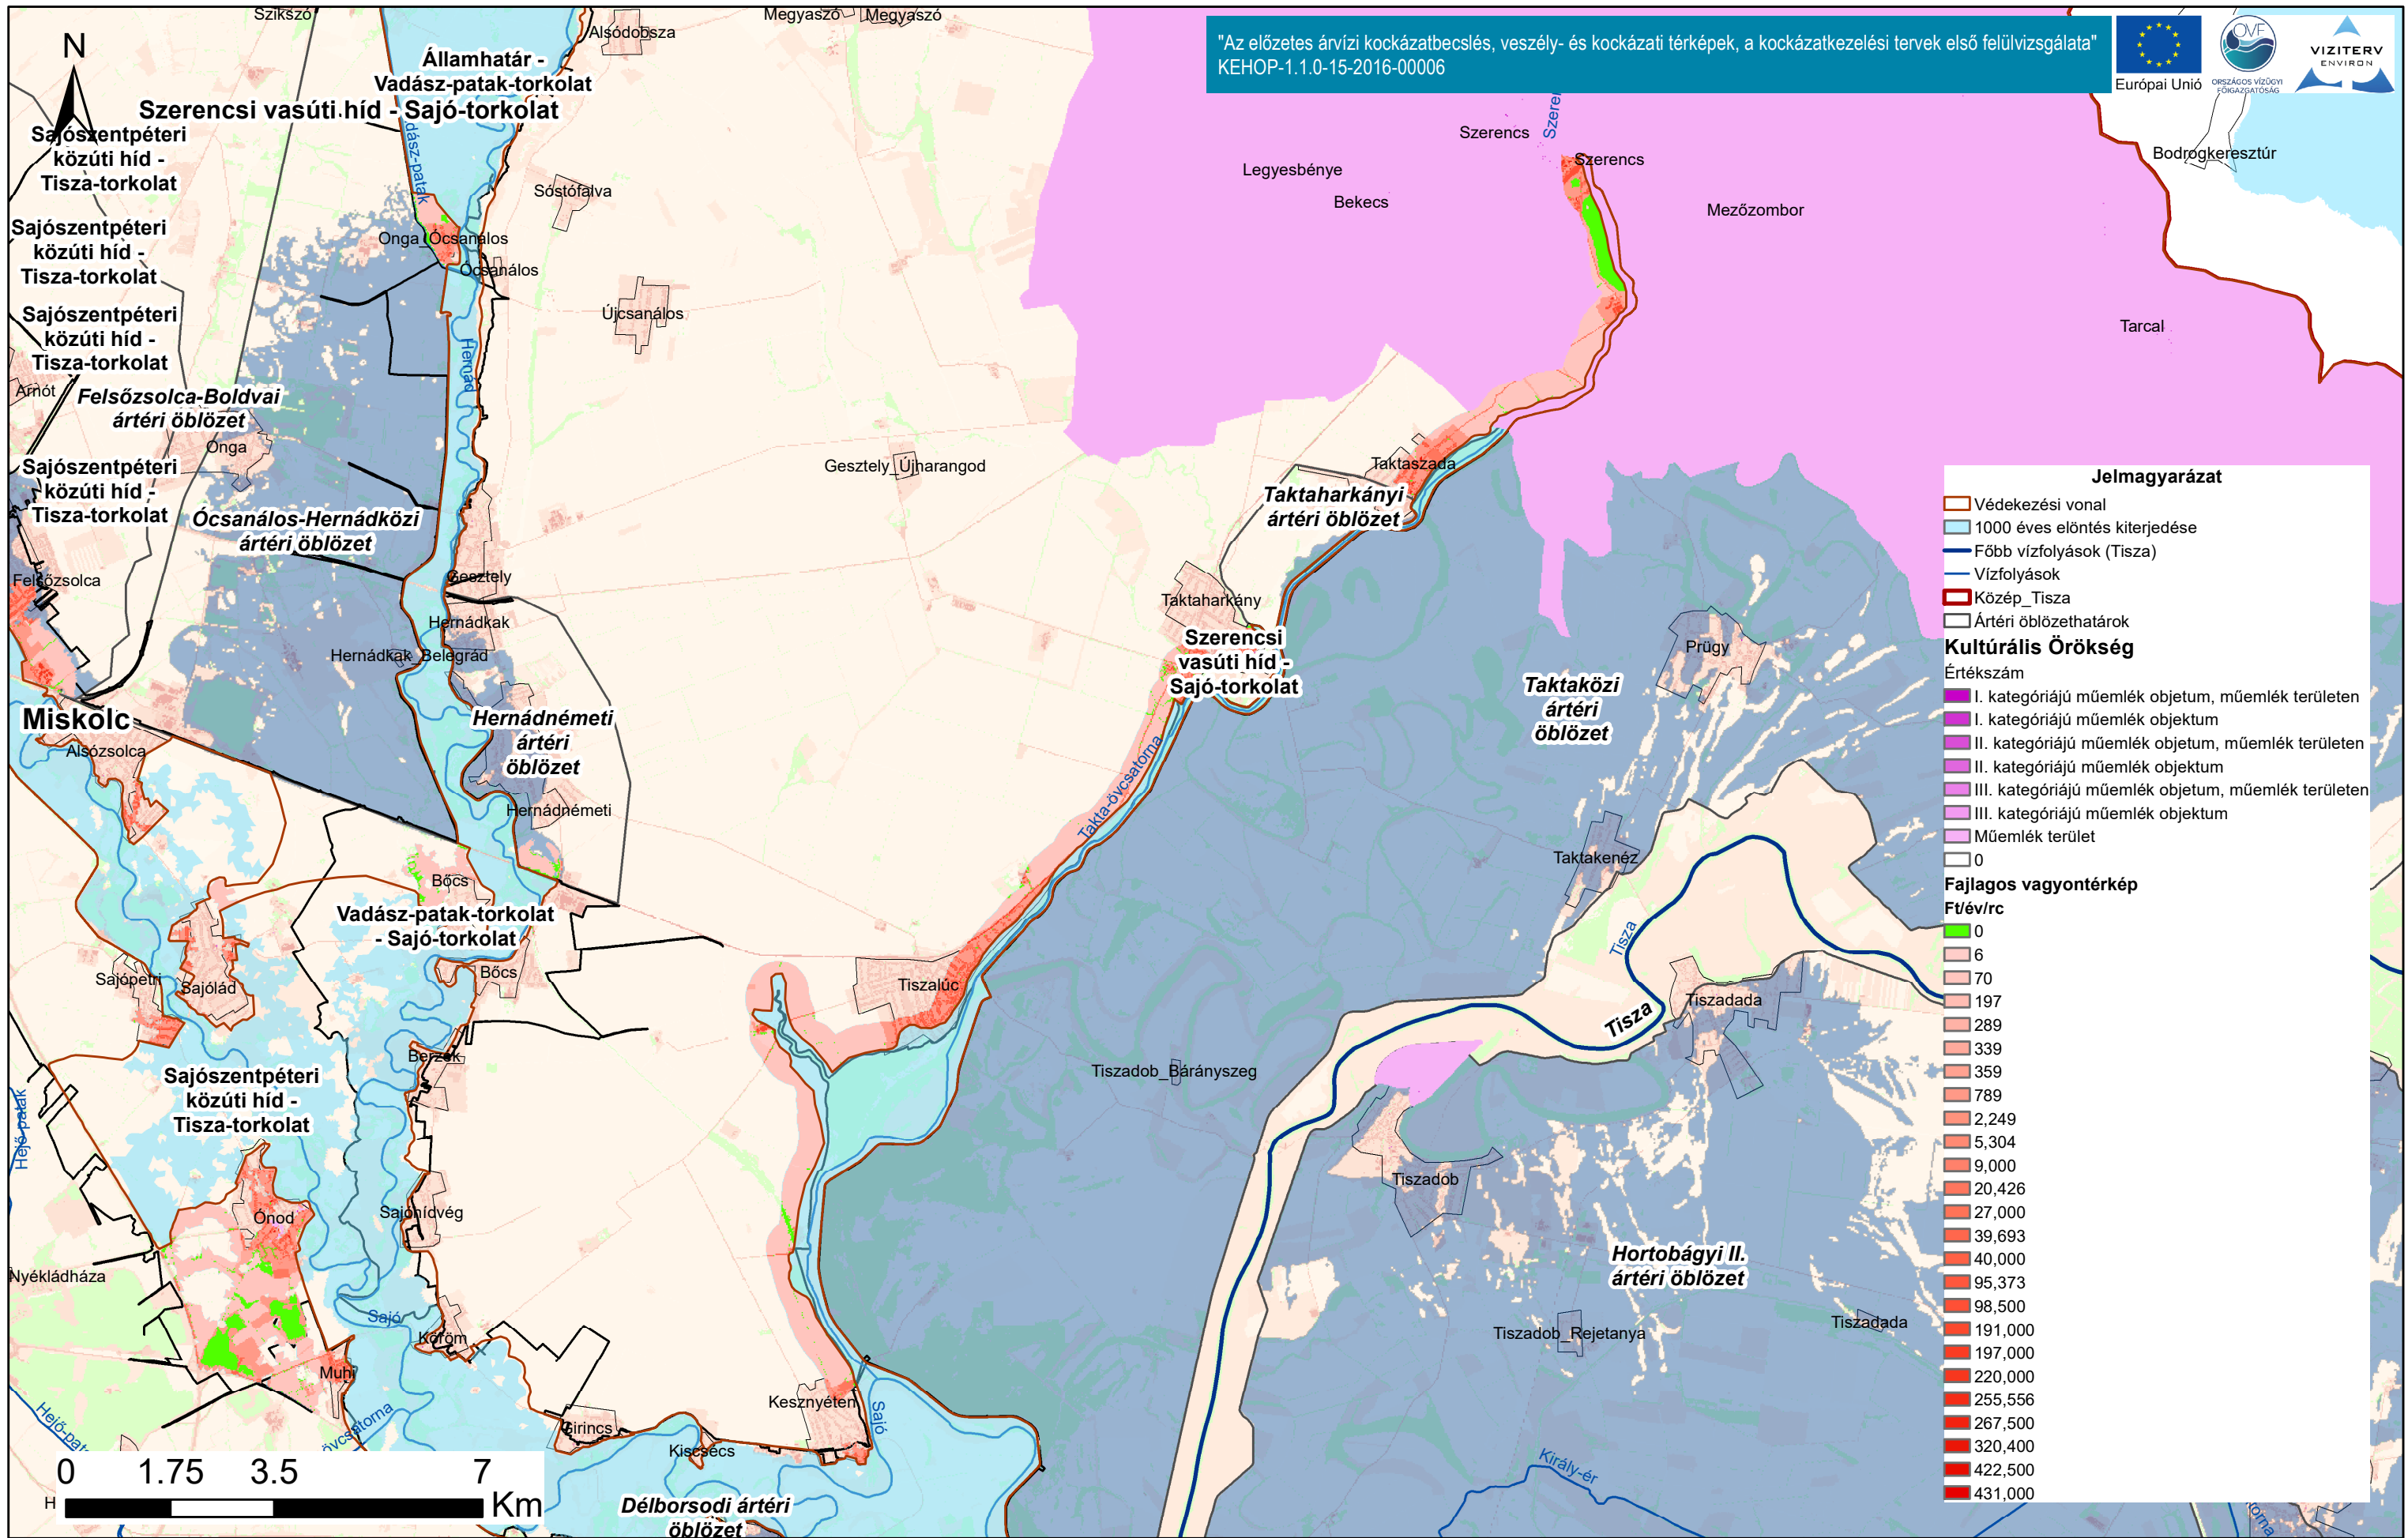 "Az előzetes árvízi kockázatbecslés, veszély- és kockázati térképek, a kockázatkezelési tervek első felülvizsgálata"
KEHOP-1.1.0-15-2016-00006
Európai Unió
OVF
ORSZÁGOS VÍZÜGYI
FŐIGAZGATÓSÁG
VIZITERV
ENVIRON
N
Szikszó
Alsódobsza
Megyaszó
Megyaszó
Államhatár -
Vadász-patak-torkolat
Szerencsi vasúti híd - Sajó-torkolat
Sajószentpéteri
közúti híd -
Tisza-torkolat
Sajószentpéteri
közúti híd -
Tisza-torkolat
Sajószentpéteri
közúti híd -
Tisza-torkolat
Sajószentpéteri
közúti híd -
Tisza-torkolat
Szerencs
Szerencs
Legyesbénye
Bekecs
Mezőzombor
Bodrogkeresztúr
Tarcal
Sóstófalva
Onga_Ócsanálos
Ócsanálos
Újcsanálos
Hernád
Arnót
Felsőzsolca-Boldvai
ártéri öblözet
Onga
Ócsanálos-Hernádközi
ártéri öblözet
Gesztely_Újharangod
Taktaszada
Taktaharkányi
ártéri öblözet
Felsőzsolca
Gesztely
Hernádkak
Hernádkak_Belegrád
Taktaharkány
Szerencsi
vasúti híd -
Sajó-torkolat
Prügy
Taktaközi
ártéri
öblözet
Miskolc
Alsózsolca
Hernádnémeti
ártéri
öblözet
Hernádnémeti
Takta-övcsatorna
Taktakenéz
Bőcs
Vadász-patak-torkolat
- Sajó-torkolat
Bőcs
Sajópetri
Sajólád
Tiszalúc
Tisza
Tisza
Tiszadada
Berzék
Tiszadob_Bárányszeg
Sajószentpéteri
közúti híd -
Tisza-torkolat
Hejő-patak
Ónod
Sajóhídvég
Tiszadob
Hortobágyi II.
ártéri öblözet
Nyékládháza
Sajó
Köröm
Tiszadob_Rejetanya
Tiszadada
Muhi
Kesznyéten
Sajó
Girincs
Kiscsécs
övcsatorna
Király-ér
Délborsodi ártéri
öblözet
0 1.75 3.5 7
Km
Jelmagyarázat
Védekezési vonal
1000 éves elöntés kiterjedése
Főbb vízfolyások (Tisza)
Vízfolyások
Közép_Tisza
Ártéri öblözethatárok
Kultúrális Örökség
Értékszám
I. kategóriájú műemlék objetum, műemlék területen
I. kategóriájú műemlék objektum
II. kategóriájú műemlék objetum, műemlék területen
II. kategóriájú műemlék objektum
III. kategóriájú műemlék objetum, műemlék területen
III. kategóriájú műemlék objektum
Műemlék terület
0
Fajlagos vagyontérkép
Ft/év/rc
0
6
70
197
289
339
359
789
2,249
5,304
9,000
20,426
27,000
39,693
40,000
95,373
98,500
191,000
197,000
220,000
255,556
267,500
320,400
422,500
431,000